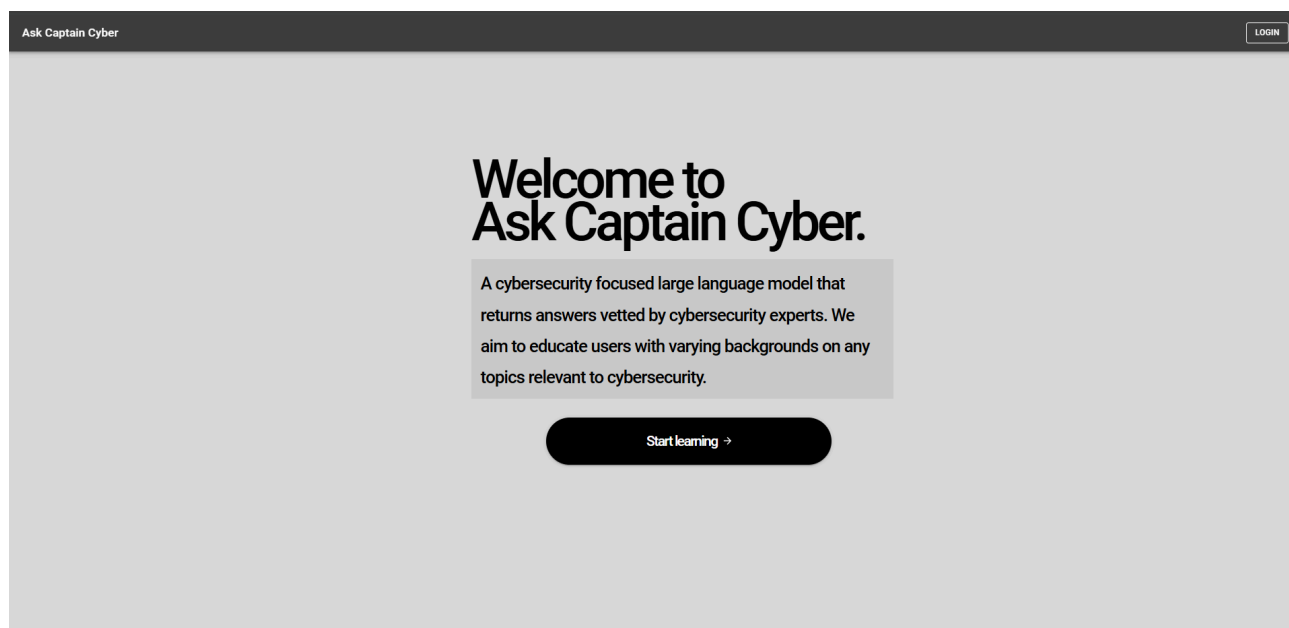 Ask Captain Cyber
LOGIN
Welcome to
Ask Captain Cyber.
A cybersecurity focused large language model that
returns answers vetted by cybersecurity experts. We
aim to educate users with varying backgrounds on any
topics relevant to cybersecurity.
Start learning →